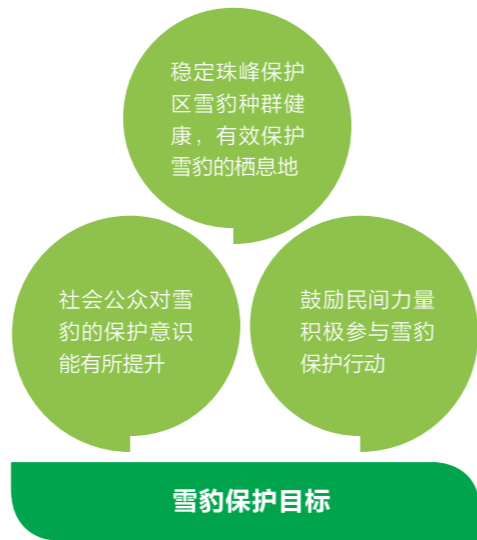 稳定珠峰保护
区雪豹种群健
康，有效保护
雪豹的栖息地
社会公众对雪
豹的保护意识
能有所提升
鼓励民间力量
积极参与雪豹
保护行动
雪豹保护目标